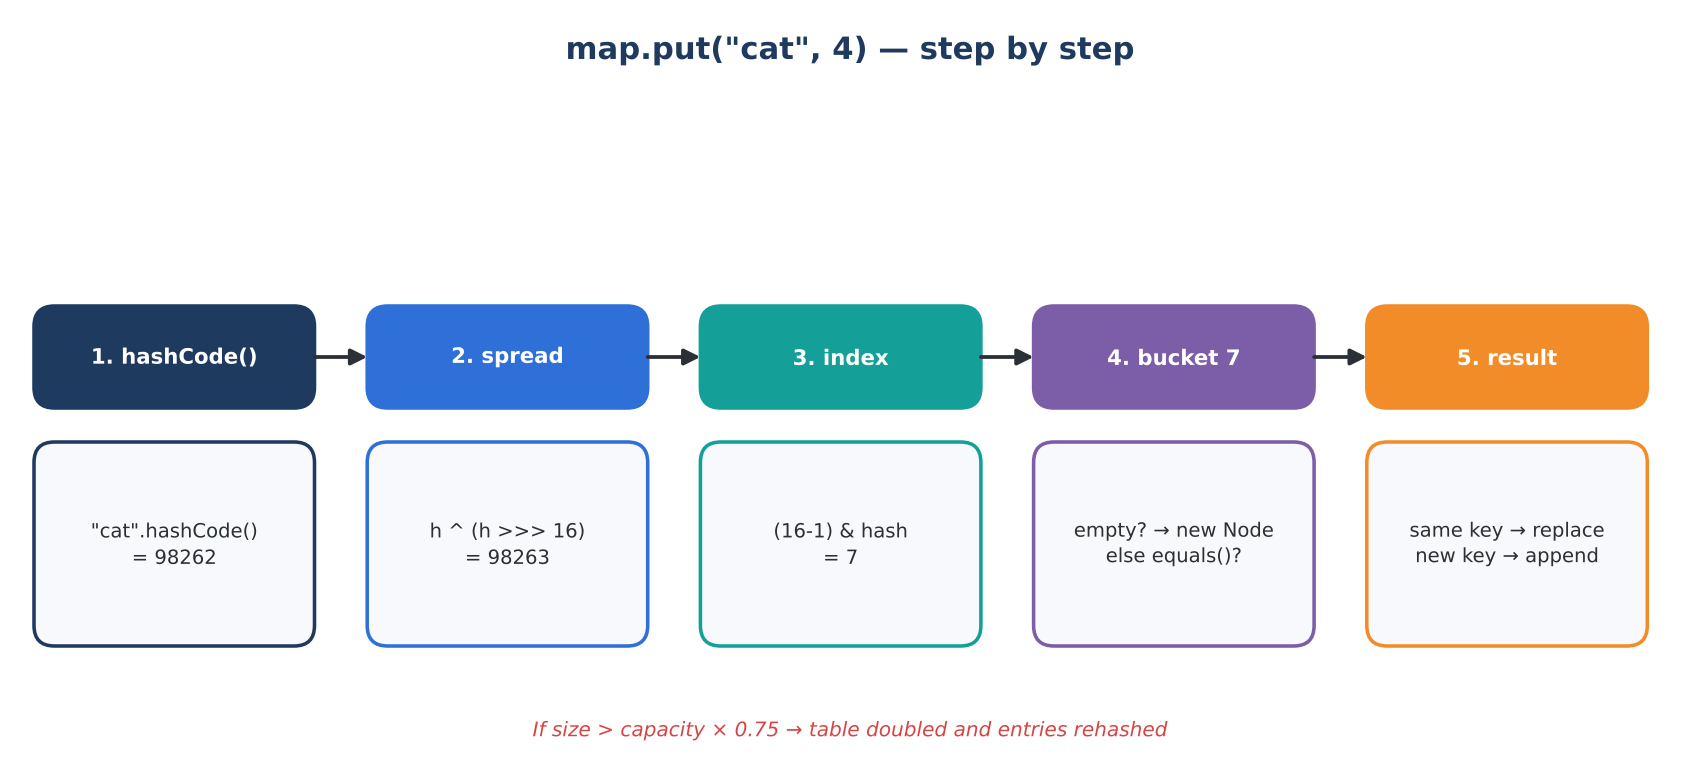 map.put("cat", 4) — step by step
1. hashCode()
2. spread
3. index
4. bucket 7
5. result
"cat".hashCode()
= 98262
h ^ (h >>> 16)
= 98263
(16-1) & hash
= 7
empty? → new Node
else equals()?
same key → replace
new key → append
If size > capacity × 0.75 → table doubled and entries rehashed